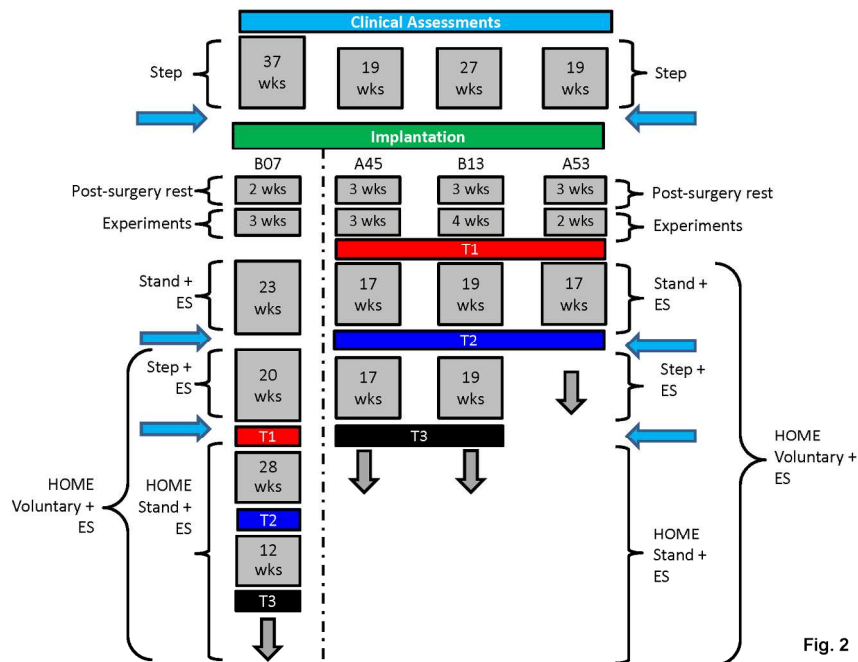 Clinical Assessments
Step
37
wks
19
wks
27
wks
19
wks
Step
Implantation
B07
A45
B13
A53
Post-surgery rest
2 wks
3 wks
3 wks
3 wks
Post-surgery rest
Experiments
3 wks
3 wks
4 wks
2 wks
Experiments
T1
Stand +
ES
23
wks
17
wks
19
wks
17
wks
Stand +
ES
T2
Step +
ES
20
wks
17
wks
19
wks
Step +
ES
T1
T3
HOME
Voluntary +
ES
HOME
Stand +
ES
28
wks
T2
12
wks
T3
HOME
Voluntary +
ES
HOME
Stand +
ES
Fig. 2